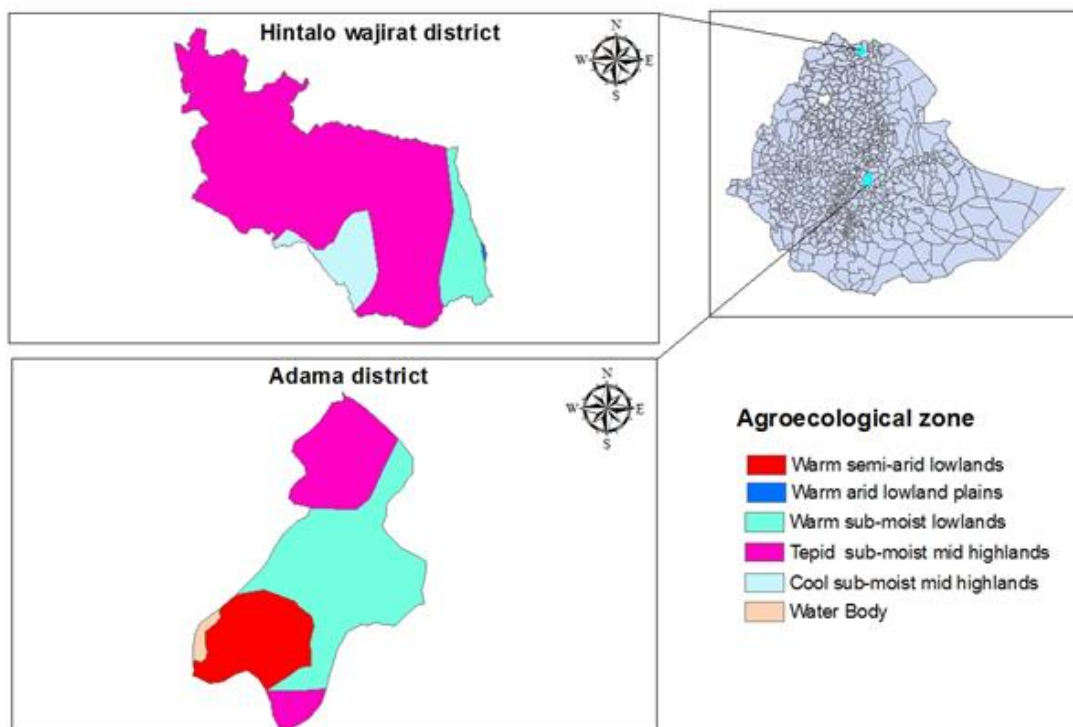 Hintalo wajirat district
N
W
E
S
Adama district
N
W
E
S
Agroecological zone
Warm semi-arid lowlands
Warm arid lowland plains
Warm sub-moist lowlands
Tepid sub-moist mid highlands
Cool sub-moist mid highlands
Water Body